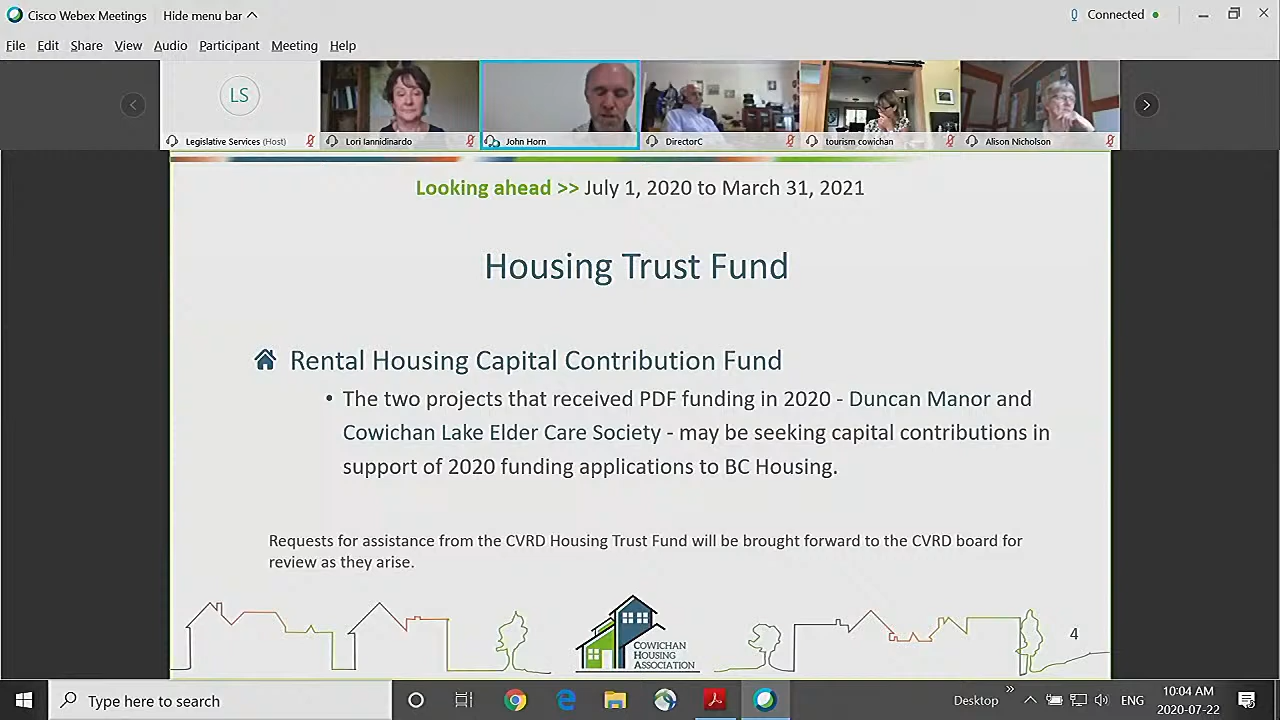 Cisco Webex Meetings
Hide menu bar
Connected
File Edit Share View Audio Participant Meeting Help
LS
Legislative Services (Host)
Lori Iannidinardo
John Horn
DirectorC
tourism cowichan
Alison Nicholson
Looking ahead >> July 1, 2020 to March 31, 2021
Housing Trust Fund
Rental Housing Capital Contribution Fund
• The two projects that received PDF funding in 2020 - Duncan Manor and
Cowichan Lake Elder Care Society - may be seeking capital contributions in
support of 2020 funding applications to BC Housing.
Requests for assistance from the CVRD Housing Trust Fund will be brought forward to the CVRD board for
review as they arise.
COWICHAN
HOUSING
ASSOCIATION
4
Type here to search
Desktop
ENG
10:04 AM
2020-07-22